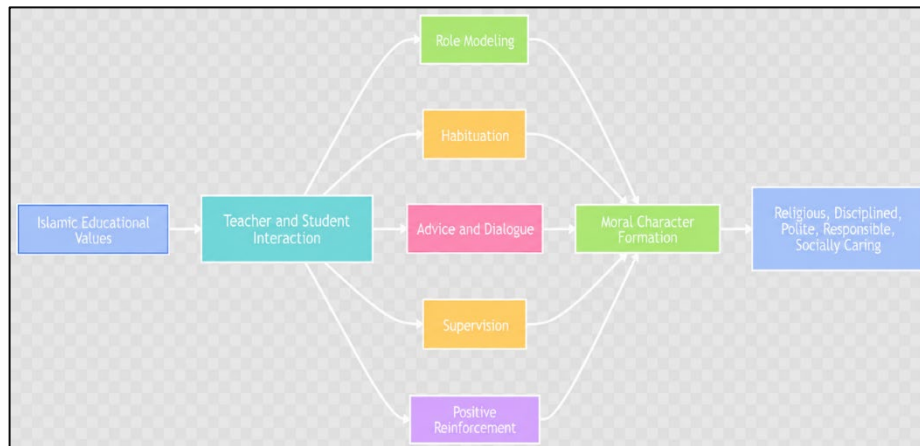 Role Modeling
Habituation
Islamic Educational
Values
Teacher and Student
Interaction
Advice and Dialogue
Moral Character
Formation
Religious, Disciplined,
Polite, Responsible,
Socially Caring
Supervision
Positive
Reinforcement